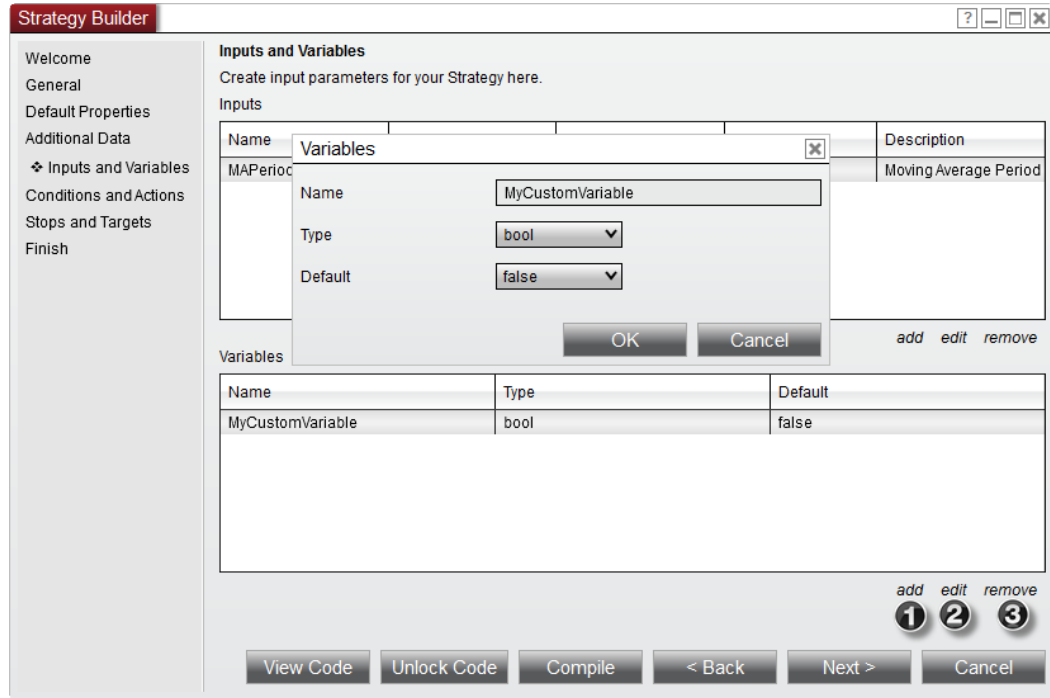 Strategy Builder
?
Welcome
General
Default Properties
Additional Data
❖ Inputs and Variables
Conditions and Actions
Stops and Targets
Finish
Inputs and Variables
Create input parameters for your Strategy here.
Inputs
Name Description
MAPeriod Moving Average Period
Variables
Name MyCustomVariable
Type bool
Default false
OK Cancel
add edit remove
Variables
Name Type Default
MyCustomVariable bool false
add edit remove
1 2 3
View Code Unlock Code Compile < Back Next > Cancel